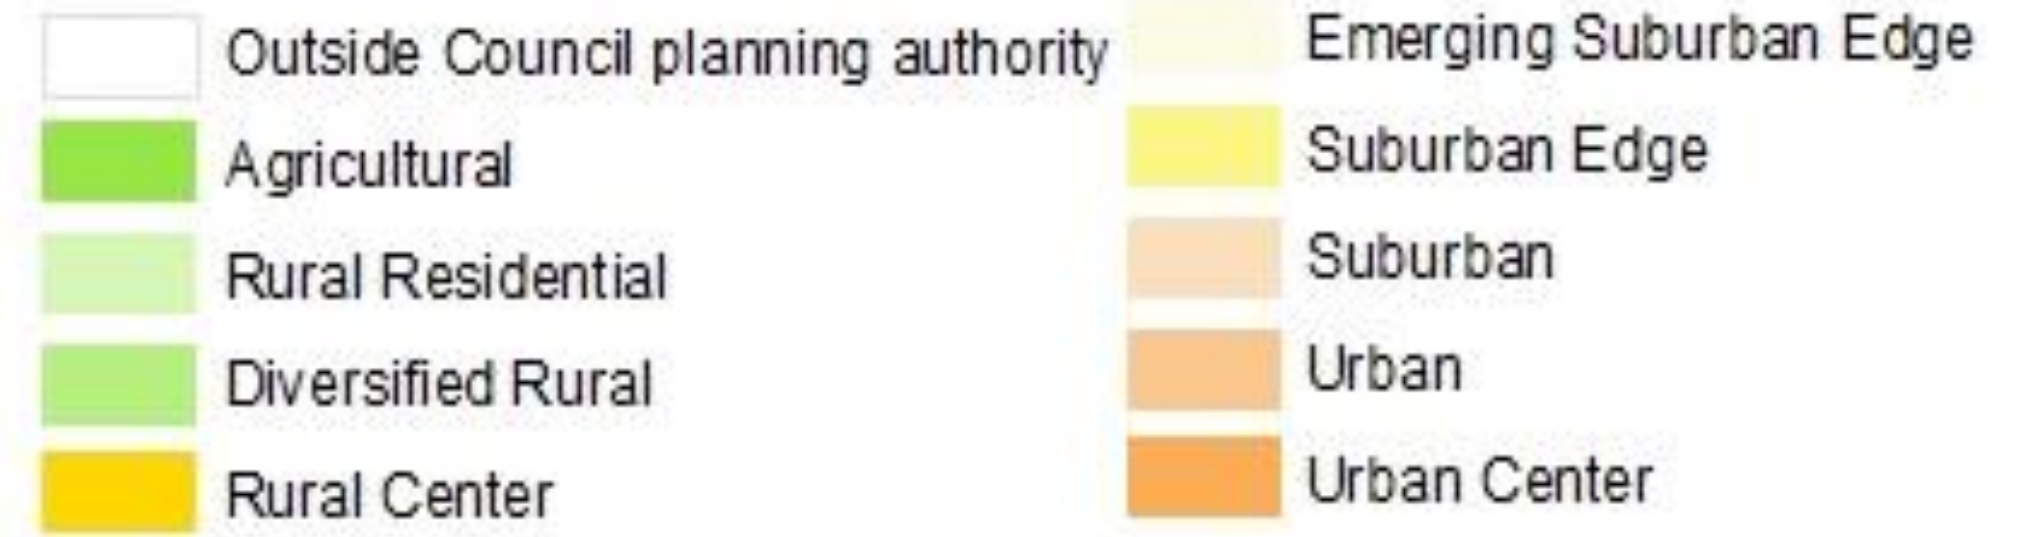 Outside Council planning authority
Agricultural
Rural Residential
Diversified Rural
Rural Center
Emerging Suburban Edge
Suburban Edge
Suburban
Urban
Urban Center